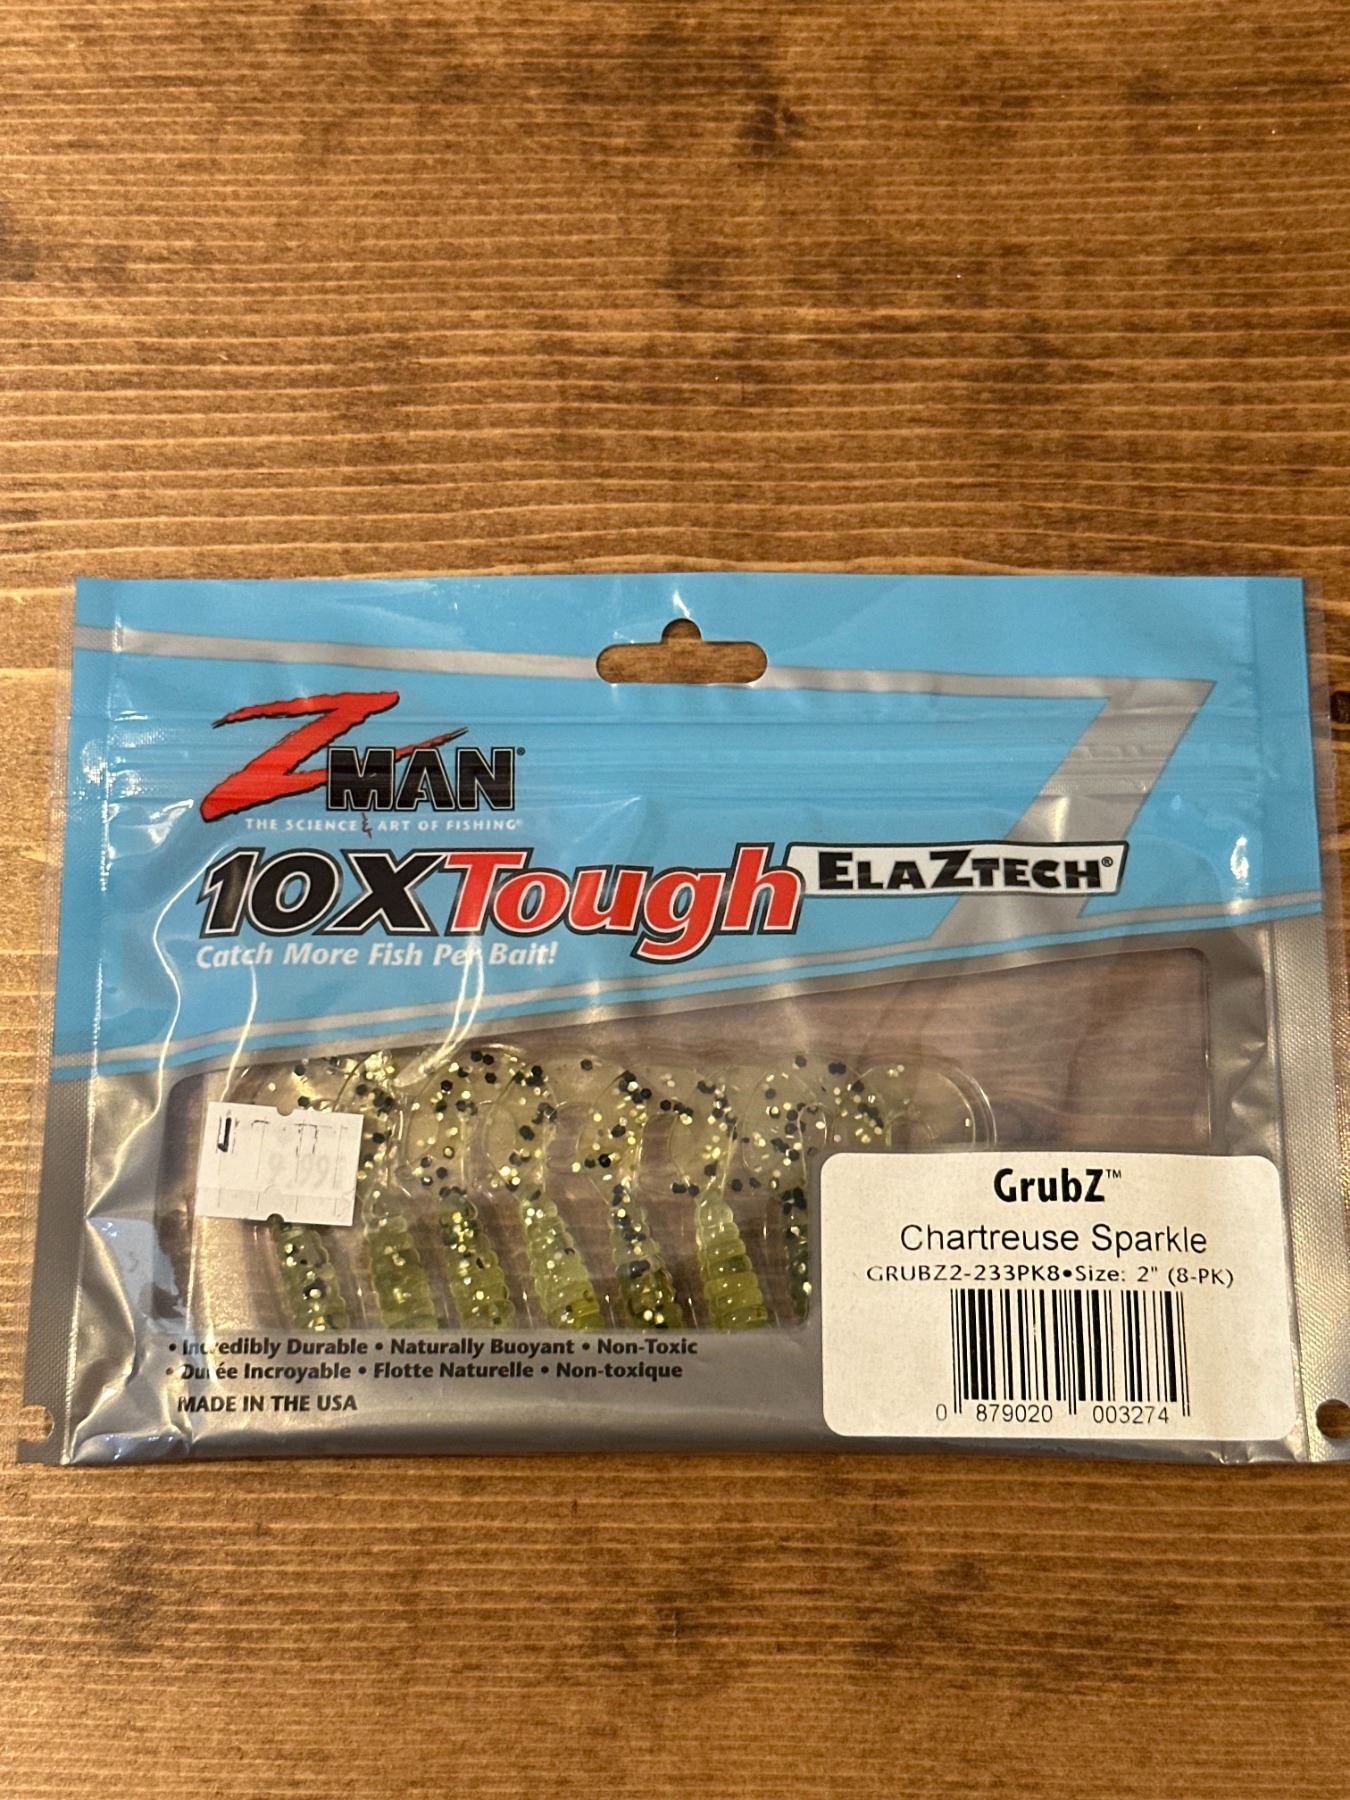 ZMAN®
THE SCIENCE & ART OF FISHING®
10X Tough ELAZTECH®
Catch More Fish Per Bait!
GrubZ™
Chartreuse Sparkle
GRUBZ2-233PK8•Size: 2" (8-PK)
0 879020 003274
• Incredibly Durable • Naturally Buoyant • Non-Toxic
• Durée Incroyable • Flotte Naturelle • Non-toxique
MADE IN THE USA